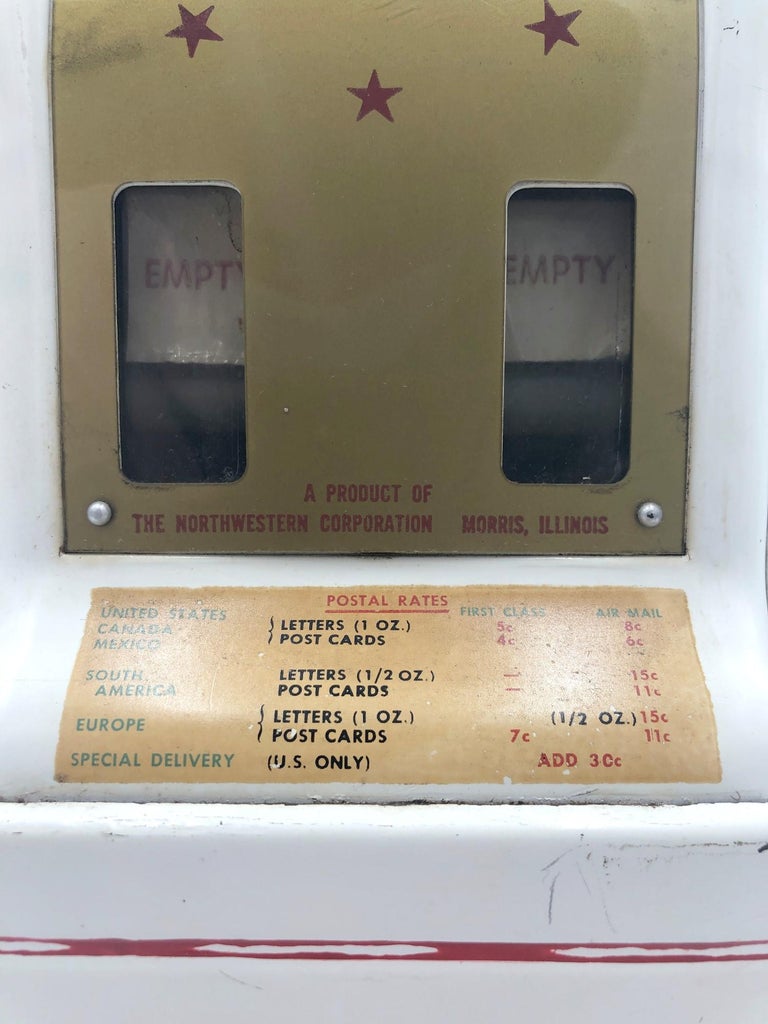 EMPTY EMPTY
A PRODUCT OF
THE NORTHWESTERN CORPORATION MORRIS, ILLINOIS
POSTAL RATES
UNITED STATES FIRST CLASS AIR MAIL
CANADA LETTERS (1 OZ.) 5c 8c
MEXICO POST CARDS 4c 6c
SOUTH LETTERS (1/2 OZ.) — 15c
AMERICA POST CARDS — 11c
EUROPE LETTERS (1 OZ.) (1/2 OZ.) 15c
POST CARDS 7c 11c
SPECIAL DELIVERY (U.S. ONLY) ADD 30c